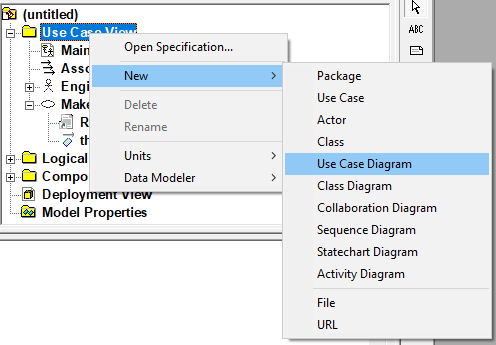 (untitled)
Use Case View
Main
Asso
Engi
Make
R
th
Logical
Compo
Deployment View
Model Properties
Open Specification...
New
Delete
Rename
Units
Data Modeler
Package
Use Case
Actor
Class
Use Case Diagram
Class Diagram
Collaboration Diagram
Sequence Diagram
Statechart Diagram
Activity Diagram
File
URL
ABC